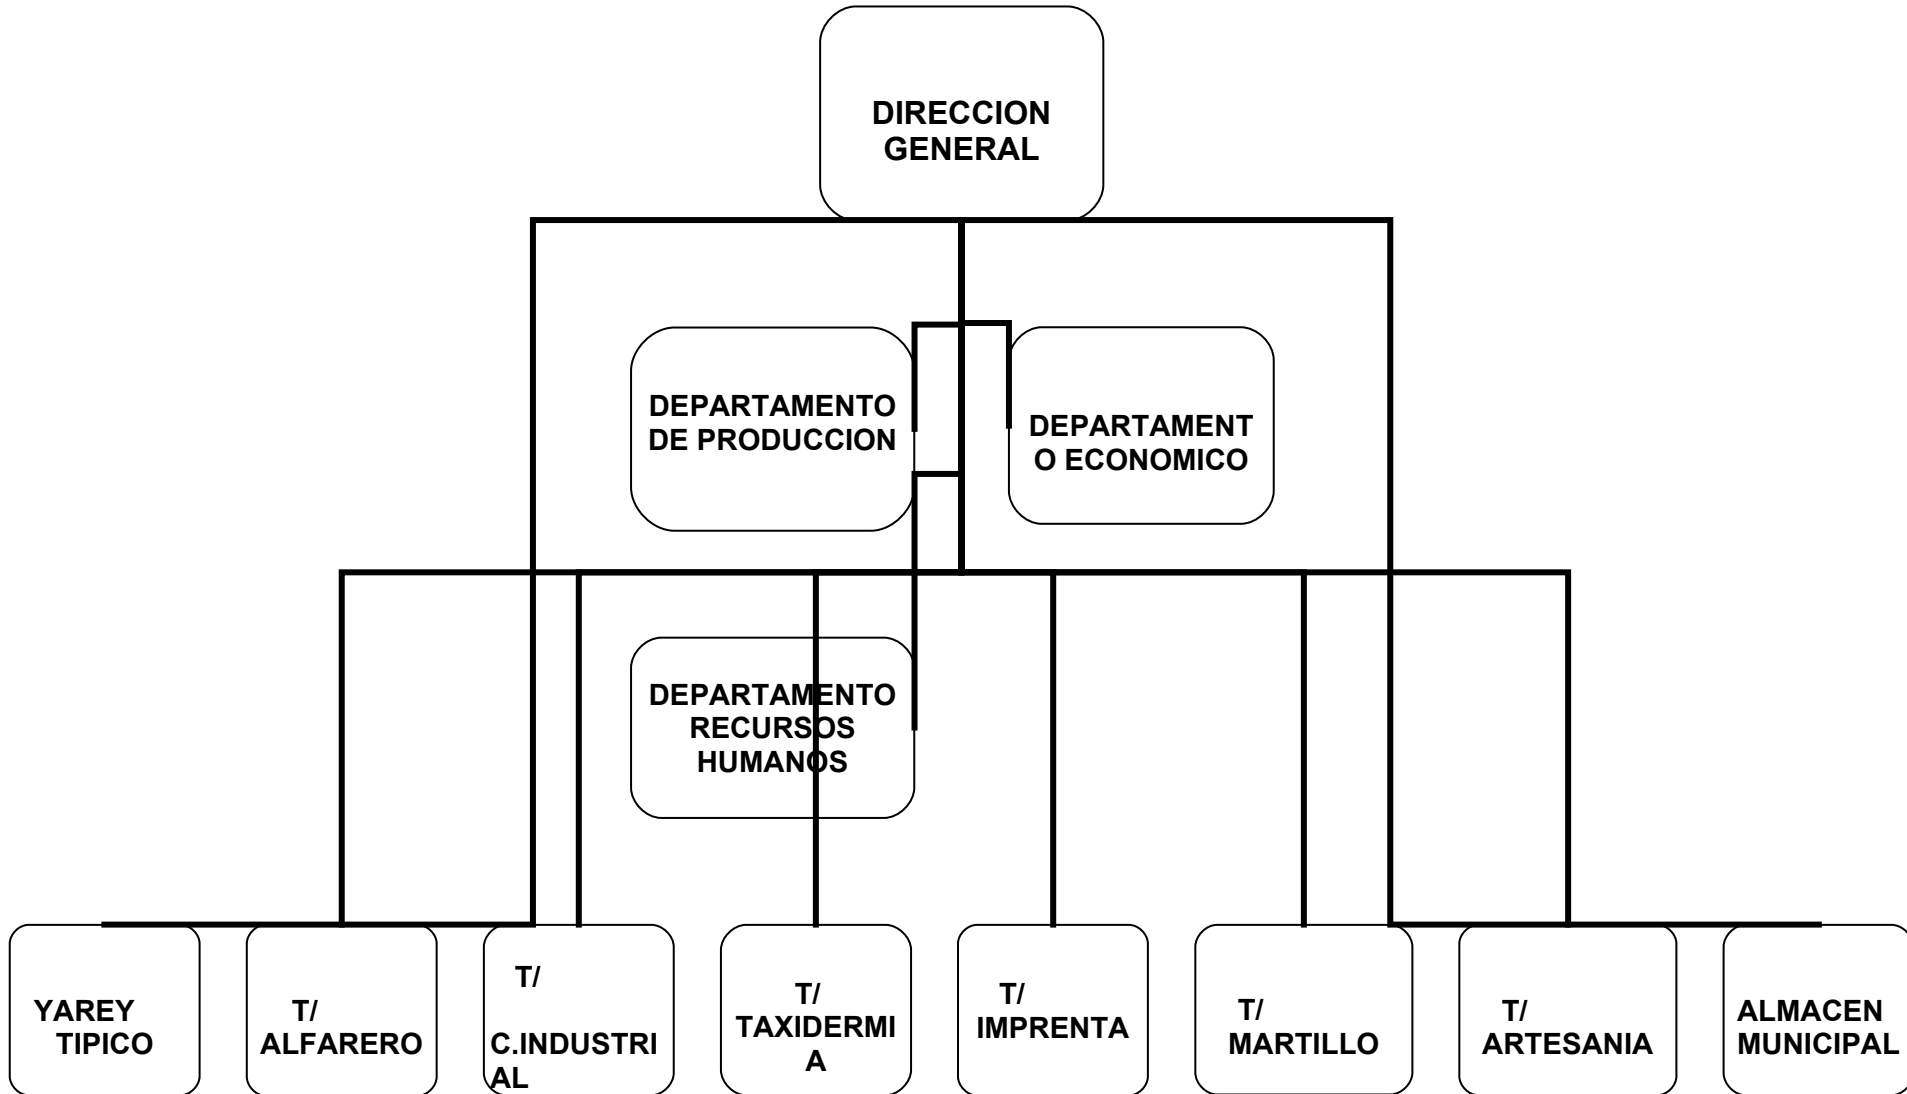 DIRECCION
GENERAL
DEPARTAMENTO
DE PRODUCCION
DEPARTAMENT
O ECONOMICO
DEPARTAMENTO
RECURSOS
HUMANOS
YAREY
TIPICO
T/
ALFARERO
T/
C.INDUSTRI
AL
T/
TAXIDERMI
A
T/
IMPRENTA
T/
MARTILLO
T/
ARTESANIA
ALMACEN
MUNICIPAL